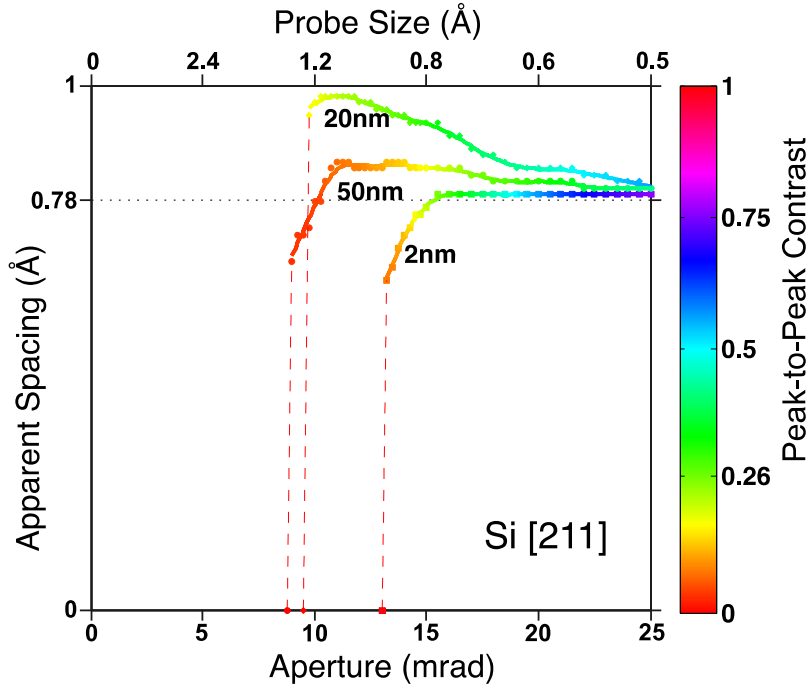 Probe Size (Å)
0 2.4 1.2 0.8 0.6 0.5
1
0.78
0
Apparent Spacing (Å)
20nm
50nm
2nm
Si [211]
0 5 10 15 20 25
Aperture (mrad)
1
0.75
0.5
0.26
0
Peak-to-Peak Contrast